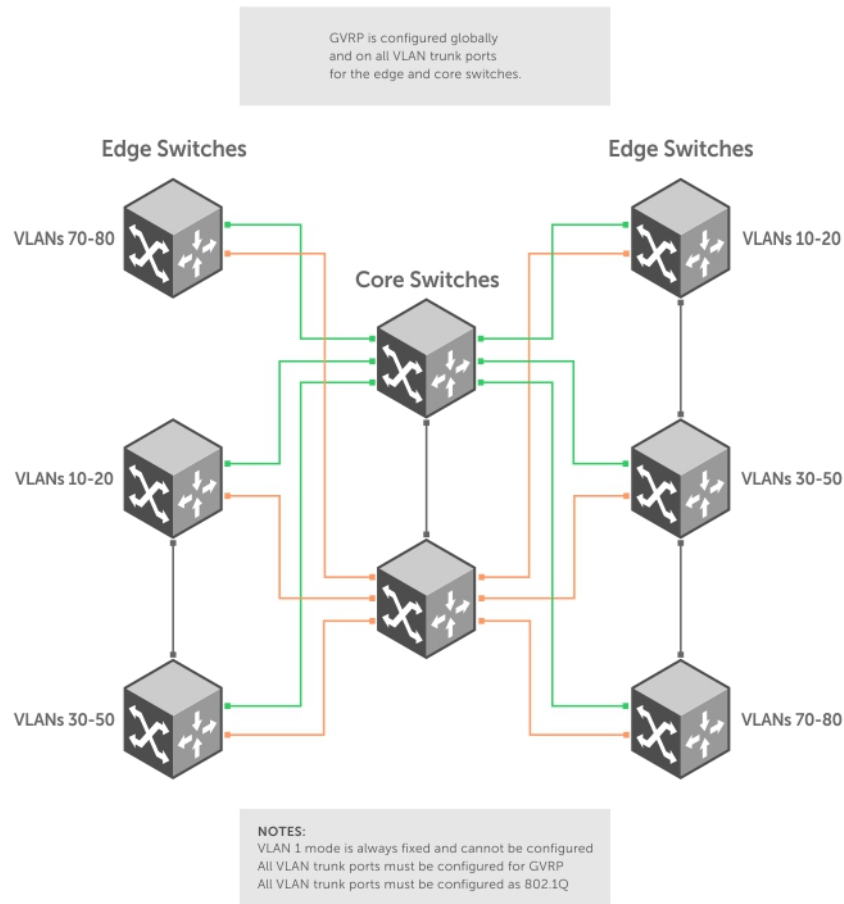 GVRP is configured globally
and on all VLAN trunk ports
for the edge and core switches.
Edge Switches
Edge Switches
VLANs 70-80
VLANs 10-20
Core Switches
VLANs 10-20
VLANs 30-50
VLANs 30-50
VLANs 70-80
NOTES:
VLAN 1 mode is always fixed and cannot be configured
All VLAN trunk ports must be configured for GVRP
All VLAN trunk ports must be configured as 802.1Q